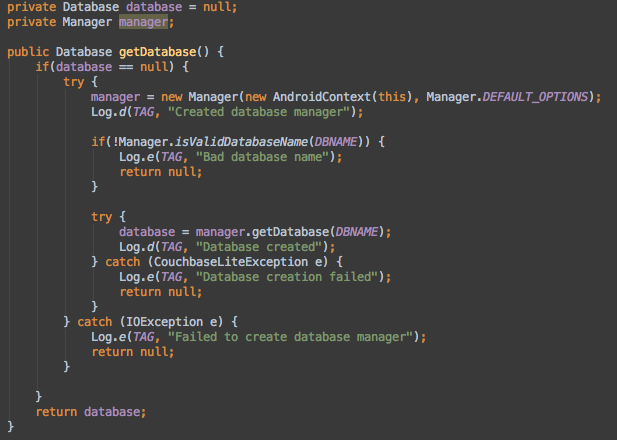 private Database database = null;
private Manager manager;

public Database getDatabase() {
    if(database == null) {
        try {
            manager = new Manager(new AndroidContext(this), Manager.DEFAULT_OPTIONS);
            Log.d(TAG, "Created database manager");

            if(!Manager.isValidDatabaseName(DBNAME)) {
                Log.e(TAG, "Bad database name");
                return null;
            }

            try {
                database = manager.getDatabase(DBNAME);
                Log.d(TAG, "Database created");
            } catch (CouchbaseLiteException e) {
                Log.e(TAG, "Database creation failed");
                return null;
            }
        } catch (IOException e) {
            Log.e(TAG, "Failed to create database manager");
            return null;
        }

    }
    return database;
}